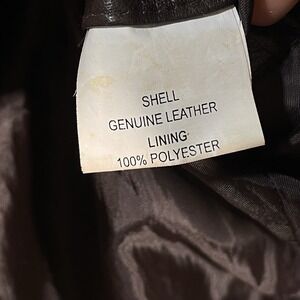 SHELL
GENUINE LEATHER
LINING
100% POLYESTER